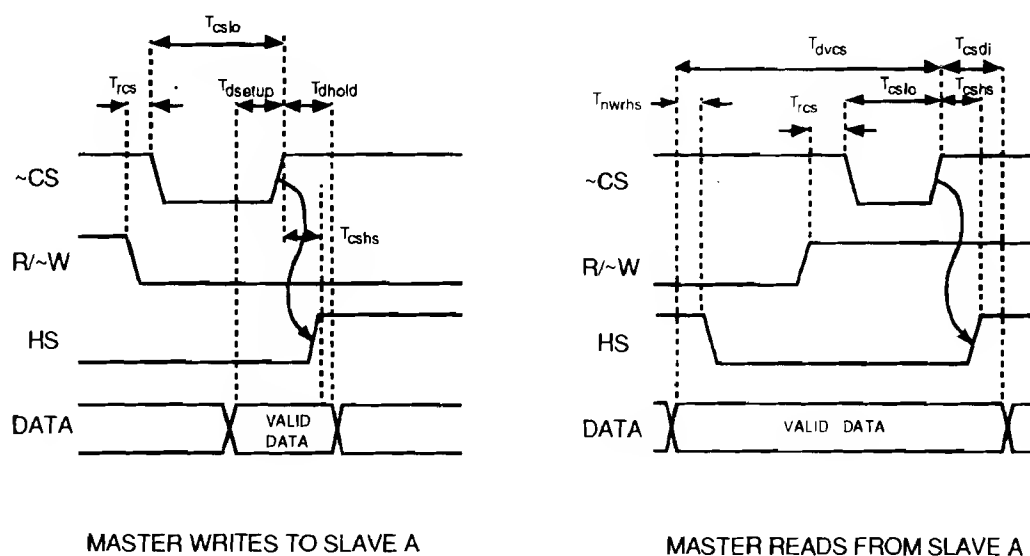 Tcslo
Trcs
Tdsetup
Tdhold
~CS
Tcshs
R/~W
HS
DATA
VALID
DATA
MASTER WRITES TO SLAVE A
Tdvcs
Tcsdi
Tnwrhs
Trcs
Tcslo
Tcshs
~CS
R/~W
HS
DATA
VALID DATA
MASTER READS FROM SLAVE A